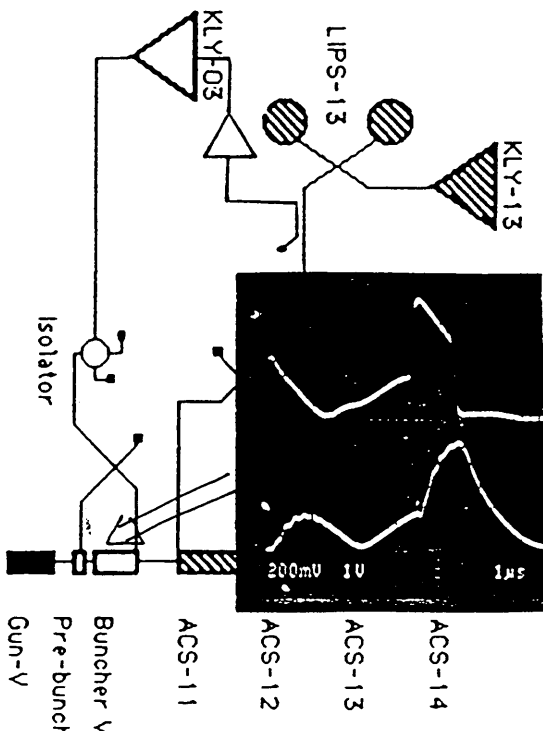 KLY-03
LIPS-13
KLY-13
Isolator
200mV 1V 1μs
Gun-V
Pre-bunch
Buncher V
ACS-11
ACS-12
ACS-13
ACS-14